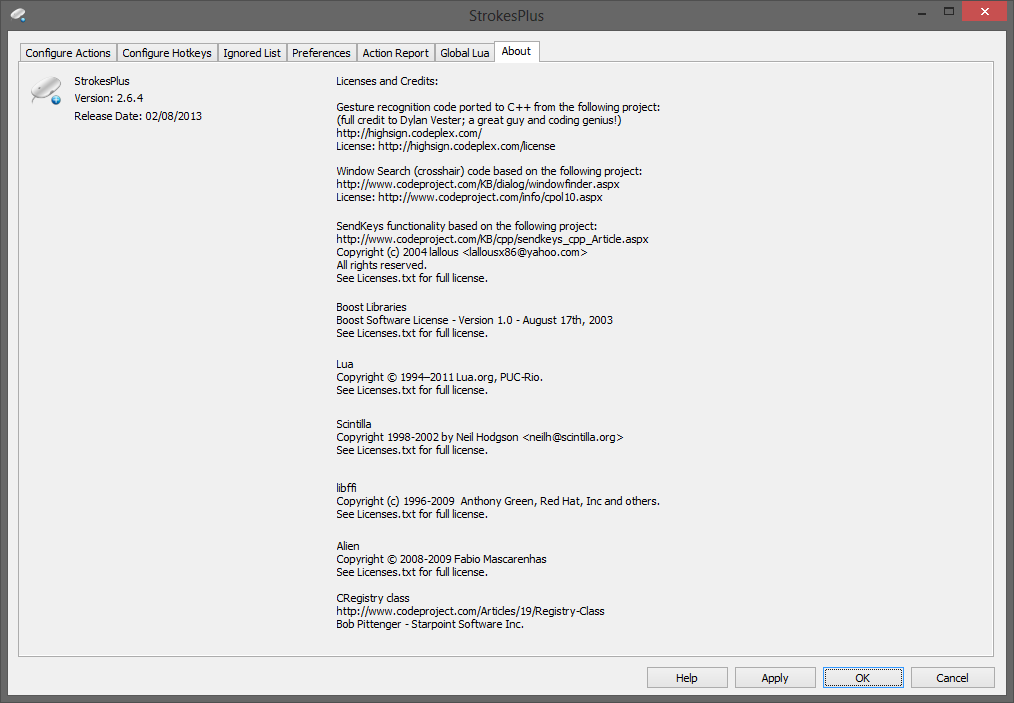 StrokesPlus
Configure Actions
Configure Hotkeys
Ignored List
Preferences
Action Report
Global Lua
About
StrokesPlus
Version: 2.6.4
Release Date: 02/08/2013
Licenses and Credits:
Gesture recognition code ported to C++ from the following project:
(full credit to Dylan Vester; a great guy and coding genius!)
http://highsign.codeplex.com/
License: http://highsign.codeplex.com/license
Window Search (crosshair) code based on the following project:
http://www.codeproject.com/KB/dialog/windowfinder.aspx
License: http://www.codeproject.com/info/cpol10.aspx
SendKeys functionality based on the following project:
http://www.codeproject.com/KB/cpp/sendkeys_cpp_Article.aspx
Copyright (c) 2004 lallous <lallousx86@yahoo.com>
All rights reserved.
See Licenses.txt for full license.
Boost Libraries
Boost Software License - Version 1.0 - August 17th, 2003
See Licenses.txt for full license.
Lua
Copyright © 1994–2011 Lua.org, PUC-Rio.
See Licenses.txt for full license.
Scintilla
Copyright 1998-2002 by Neil Hodgson <neilh@scintilla.org>
See Licenses.txt for full license.
libffi
Copyright (c) 1996-2009  Anthony Green, Red Hat, Inc and others.
See Licenses.txt for full license.
Alien
Copyright © 2008-2009 Fabio Mascarenhas
See Licenses.txt for full license.
CRegistry class
http://www.codeproject.com/Articles/19/Registry-Class
Bob Pittenger - Starpoint Software Inc.
Help
Apply
OK
Cancel